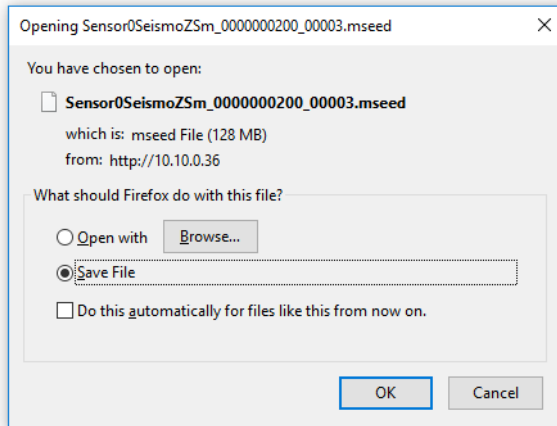 Opening Sensor0SeismoZSm_0000000200_00003.mseed
You have chosen to open:
Sensor0SeismoZSm_0000000200_00003.mseed
which is: mseed File (128 MB)
from: http://10.10.0.36
What should Firefox do with this file?
Open with Browse...
Save File
Do this automatically for files like this from now on.
OK Cancel